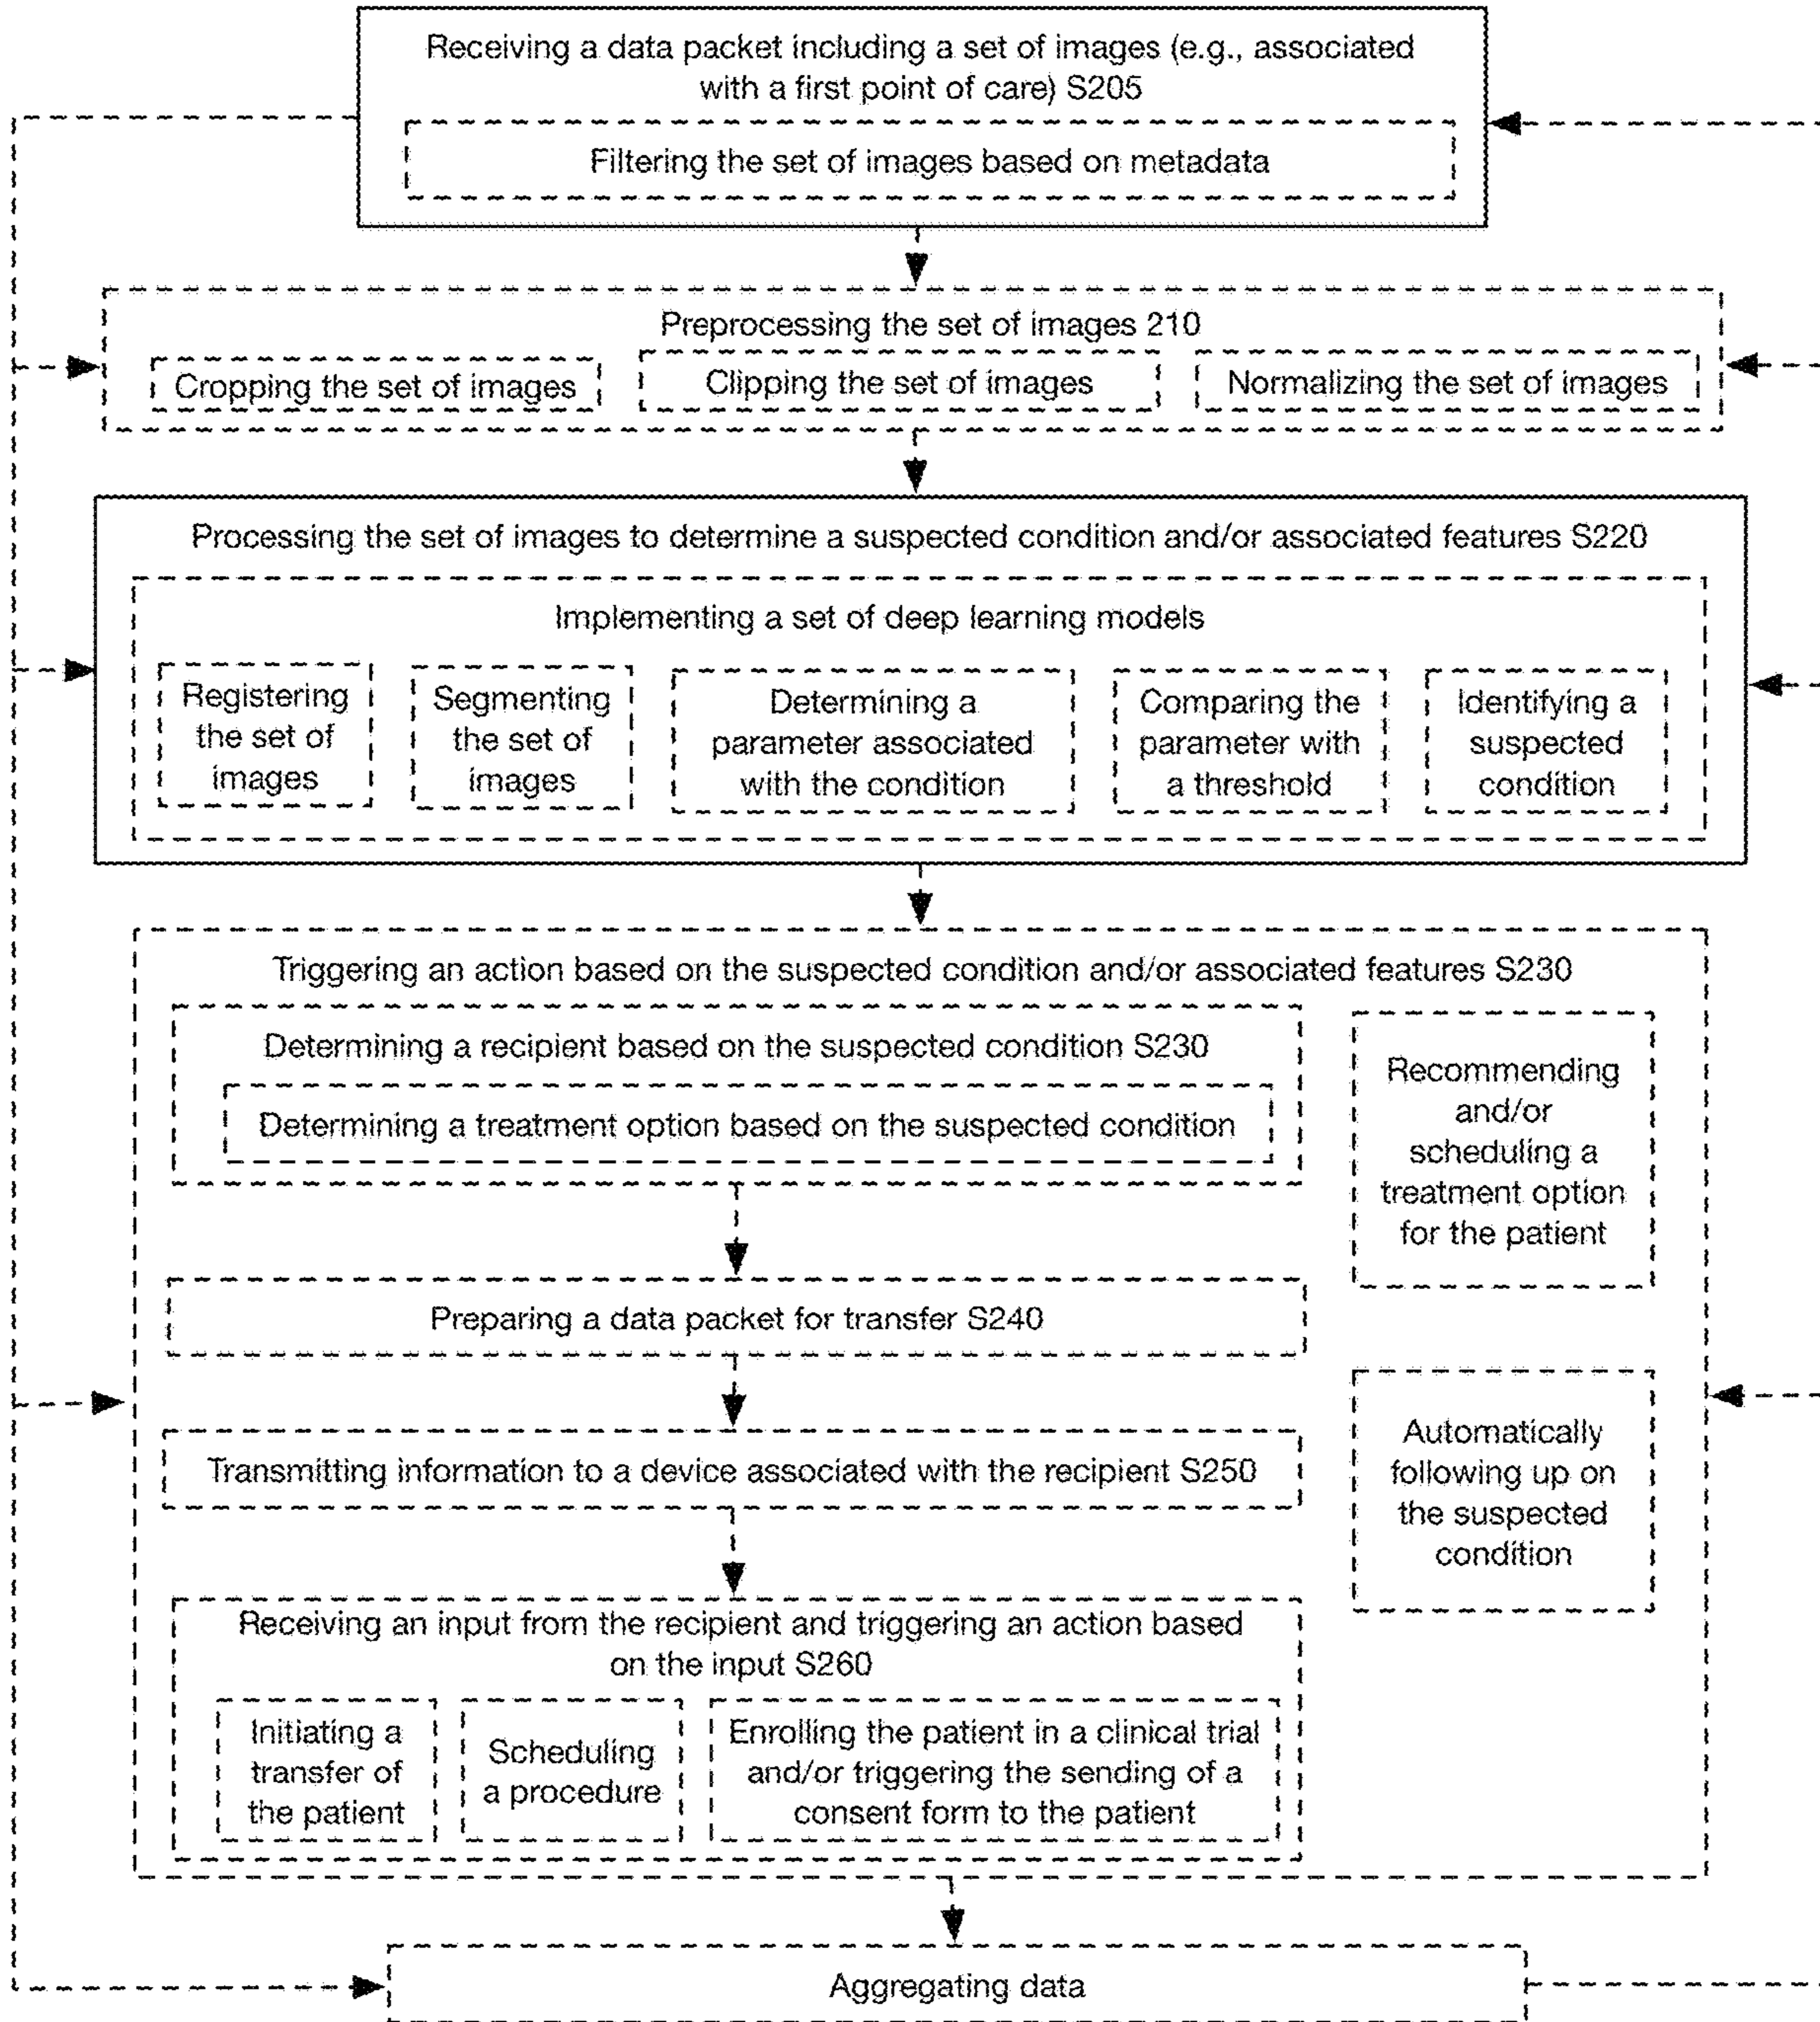 Receiving a data packet including a set of images (e.g., associated
with a first point of care) S205
Filtering the set of images based on metadata
Preprocessing the set of images 210
Cropping the set of images
Clipping the set of images
Normalizing the set of images
Processing the set of images to determine a suspected condition and/or associated features S220
Implementing a set of deep learning models
Registering
the set of
images
Segmenting
the set of
images
Determining a
parameter associated
with the condition
Comparing the
parameter with
a threshold
Identifying a
suspected
condition
Triggering an action based on the suspected condition and/or associated features S230
Determining a recipient based on the suspected condition S230
Determining a treatment option based on the suspected condition
Recommending
and/or
scheduling a
treatment option
for the patient
Preparing a data packet for transfer S240
Transmitting information to a device associated with the recipient S250
Automatically
following up on
the suspected
condition
Receiving an input from the recipient and triggering an action based
on the input S260
Initiating a
transfer of
the patient
Scheduling
a procedure
Enrolling the patient in a clinical trial
and/or triggering the sending of a
consent form to the patient
Aggregating data